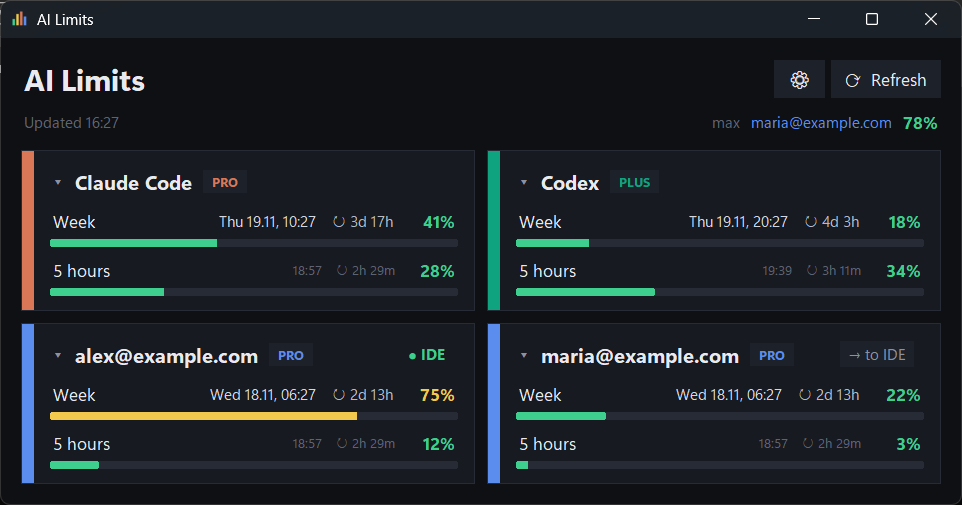 AI Limits
AI Limits
Refresh
Updated 16:27
max maria@example.com 78%
Claude Code PRO
Week Thu 19.11, 10:27 3d 17h 41%
5 hours 18:57 2h 29m 28%
Codex PLUS
Week Thu 19.11, 20:27 4d 3h 18%
5 hours 19:39 3h 11m 34%
alex@example.com PRO ● IDE
Week Wed 18.11, 06:27 2d 13h 75%
5 hours 18:57 2h 29m 12%
maria@example.com PRO → to IDE
Week Wed 18.11, 06:27 2d 13h 22%
5 hours 18:57 2h 29m 3%